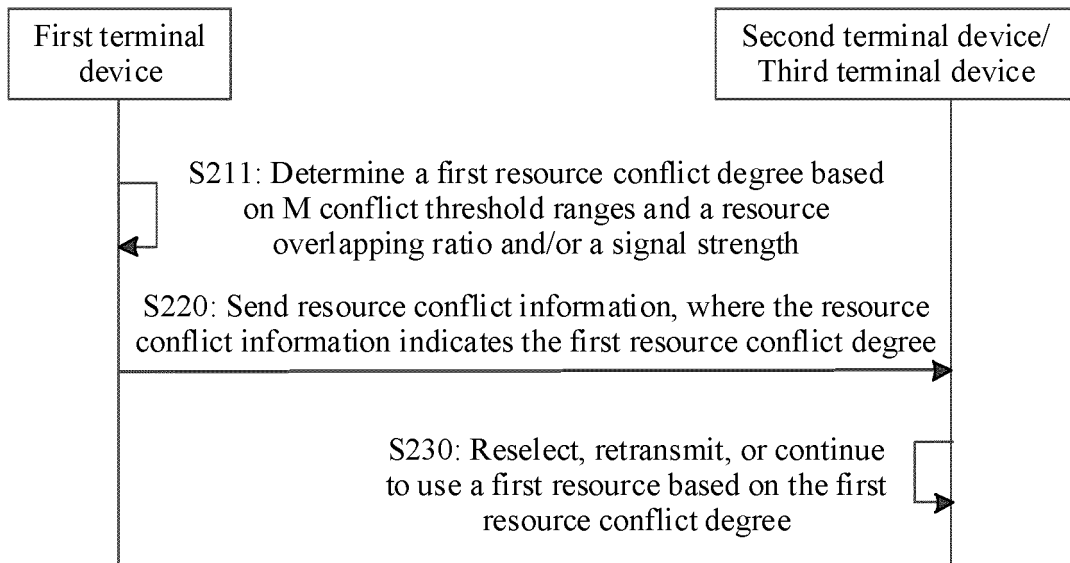 First terminal
device
Second terminal device/
Third terminal device
S211: Determine a first resource conflict degree based
on M conflict threshold ranges and a resource
overlapping ratio and/or a signal strength
S220: Send resource conflict information, where the resource
conflict information indicates the first resource conflict degree
S230: Reselect, retransmit, or continue
to use a first resource based on the first
resource conflict degree